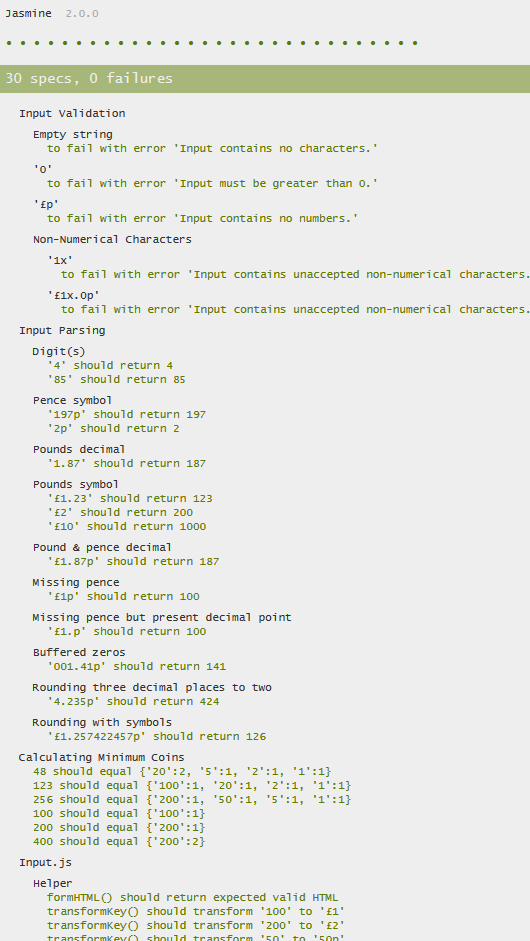 Jasmine 2.0.0
••••••••••••••••••••••••••••••
30 specs, 0 failures
Input Validation
Empty string
to fail with error 'Input contains no characters.'
'0'
to fail with error 'Input must be greater than 0.'
'£p'
to fail with error 'Input contains no numbers.'
Non-Numerical Characters
'1x'
to fail with error 'Input contains unaccepted non-numerical characters.
'£1x.0p'
to fail with error 'Input contains unaccepted non-numerical characters.
Input Parsing
Digit(s)
'4' should return 4
'85' should return 85
Pence symbol
'197p' should return 197
'2p' should return 2
Pounds decimal
'1.87' should return 187
Pounds symbol
'£1.23' should return 123
'£2' should return 200
'£10' should return 1000
Pound & pence decimal
'£1.87p' should return 187
Missing pence
'£1p' should return 100
Missing pence but present decimal point
'£1.p' should return 100
Buffered zeros
'001.41p' should return 141
Rounding three decimal places to two
'4.235p' should return 424
Rounding with symbols
'£1.257422457p' should return 126
Calculating Minimum Coins
48 should equal {'20':2, '5':1, '2':1, '1':1}
123 should equal {'100':1, '20':1, '2':1, '1':1}
256 should equal {'200':1, '50':1, '5':1, '1':1}
100 should equal {'100':1}
200 should equal {'200':1}
400 should equal {'200':2}
Input.js
Helper
formHTML() should return expected valid HTML
transformKey() should transform '100' to '£1'
transformKey() should transform '200' to '£2'
transformKey() should transform '50' to '50p'